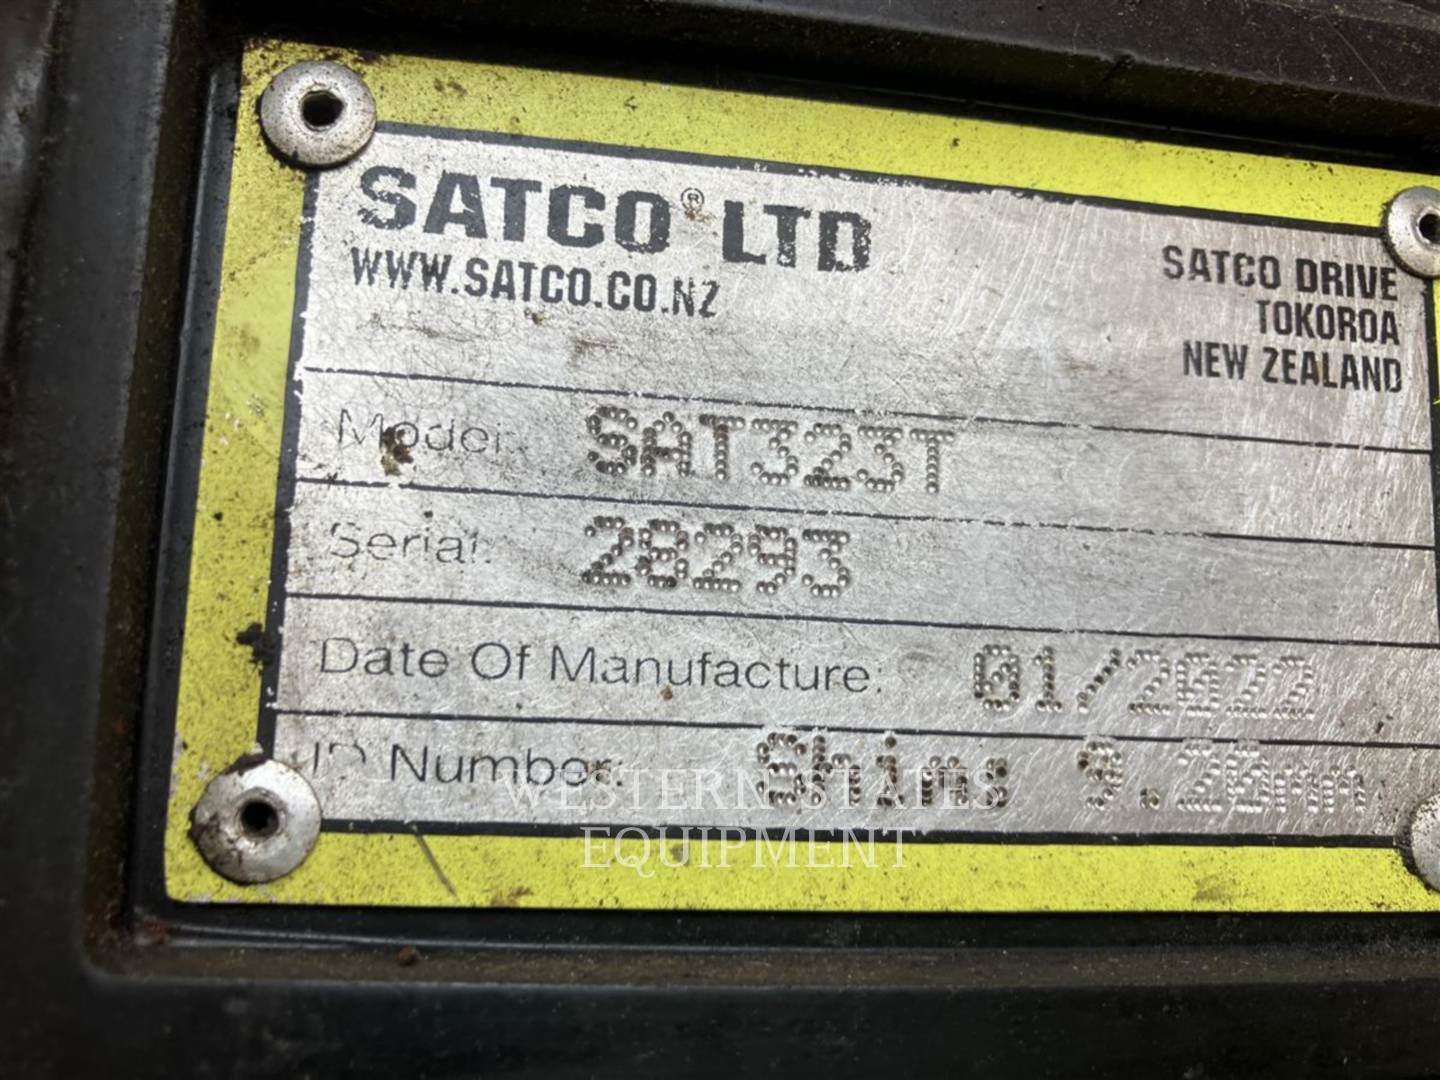 SATCO® LTD
WWW.SATCO.CO.NZ
SATCO DRIVE
TOKOROA
NEW ZEALAND
Model: SAT323T
Serial: 28293
Date Of Manufacture: 01/2022
ID Number: Shims 9.26mm
WESTERN STATES
EQUIPMENT